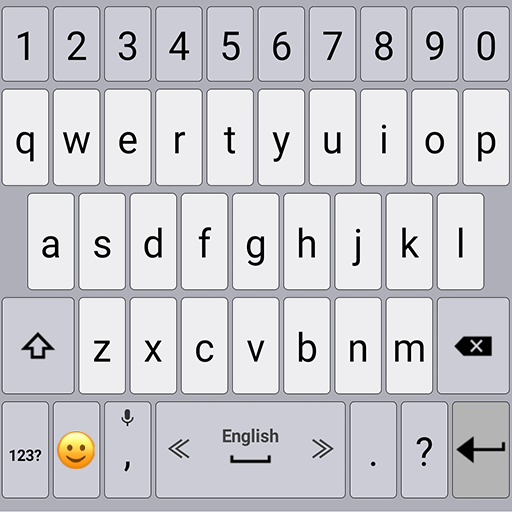 1 2 3 4 5 6 7 8 9 0
q w e r t y u i o p
a s d f g h j k l
z x c v b n m
123? , English . ?